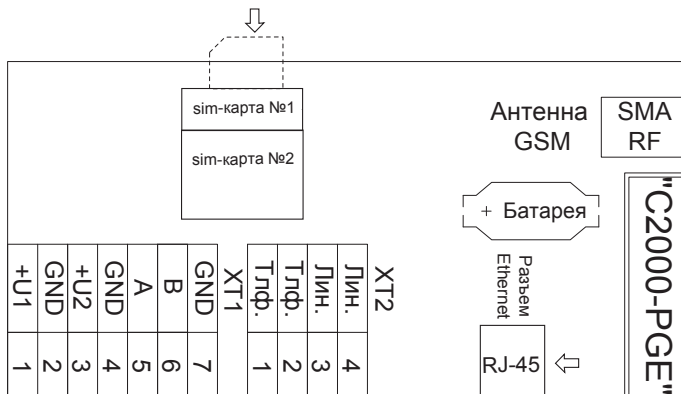 sim-карта №1
sim-карта №2
Антенна
GSM
SMA
RF
+ Батарея
"С2000-PGE"
Разъем
Ethernet
RJ-45
+U1
GND
+U2
GND
A
B
GND
XT1
Тлф.
Тлф.
Лин.
Лин.
XT2
1
2
3
4
5
6
7
1
2
3
4